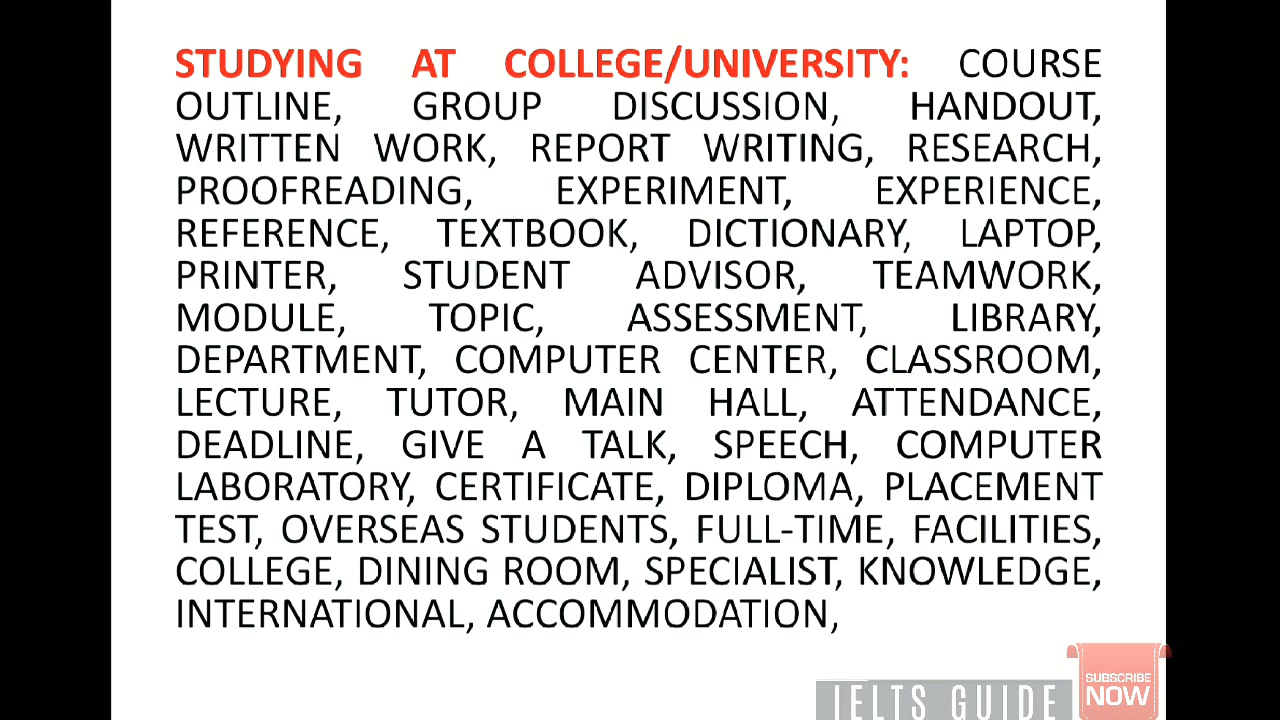 STUDYING AT COLLEGE/UNIVERSITY: COURSE
OUTLINE, GROUP DISCUSSION, HANDOUT,
WRITTEN WORK, REPORT WRITING, RESEARCH,
PROOFREADING, EXPERIMENT, EXPERIENCE,
REFERENCE, TEXTBOOK, DICTIONARY, LAPTOP,
PRINTER, STUDENT ADVISOR, TEAMWORK,
MODULE, TOPIC, ASSESSMENT, LIBRARY,
DEPARTMENT, COMPUTER CENTER, CLASSROOM,
LECTURE, TUTOR, MAIN HALL, ATTENDANCE,
DEADLINE, GIVE A TALK, SPEECH, COMPUTER
LABORATORY, CERTIFICATE, DIPLOMA, PLACEMENT
TEST, OVERSEAS STUDENTS, FULL-TIME, FACILITIES,
COLLEGE, DINING ROOM, SPECIALIST, KNOWLEDGE,
INTERNATIONAL, ACCOMMODATION,
IELTS GUIDE
SUBSCRIBE
NOW